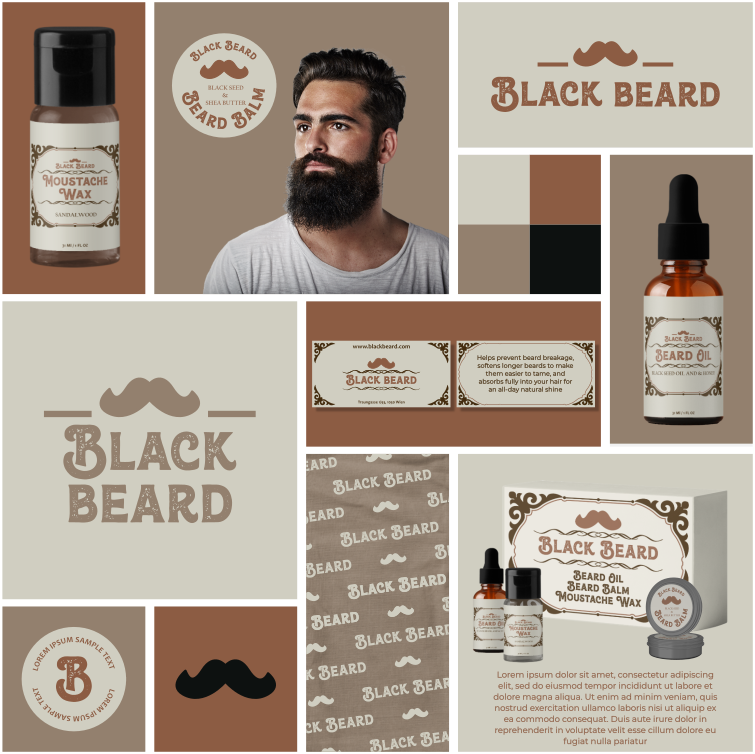 BLACK BEARD
MOUSTACHE
WAX
SANDALWOOD
BLACK BEARD
BLACK SEED
&
SHEA BUTTER
BEARD BALM
BLACK BEARD
BLACK BEARD
BEARD OIL
BLACK
BEARD
www.blackbeard.com
BLACK BEARD
Helps prevent beard breakage,
softens longer beards to make
them easier to tame, and
absorbs fully into your hair for
an all-day natural shine
BEARD
BLACK BEARD
BEARD
BLACK BEARD
BEARD
BLACK BEARD
BEARD
BLACK BEARD
BEARD
BLACK BEARD
BLACK BEARD
BEARD OIL
BEARD BALM
MOUSTACHE WAX
MOUSTACHE
WAX
BLACK BEARD
BEARD BALM
LOREM IPSUM SAMPLE TEXT
B
LOREM IPSUM SAMPLE TEXT
Lorem ipsum dolor sit amet, consectetur adipiscing
elit, sed do eiusmod tempor incididunt ut labore et
dolore magna aliqua. Ut enim ad minim veniam, quis
nostrud exercitation ullamco laboris nisi ut aliquip ex
ea commodo consequat. Duis aute irure dolor in
reprehenderit in voluptate velit esse cillum dolore eu
fugiat nulla pariatur